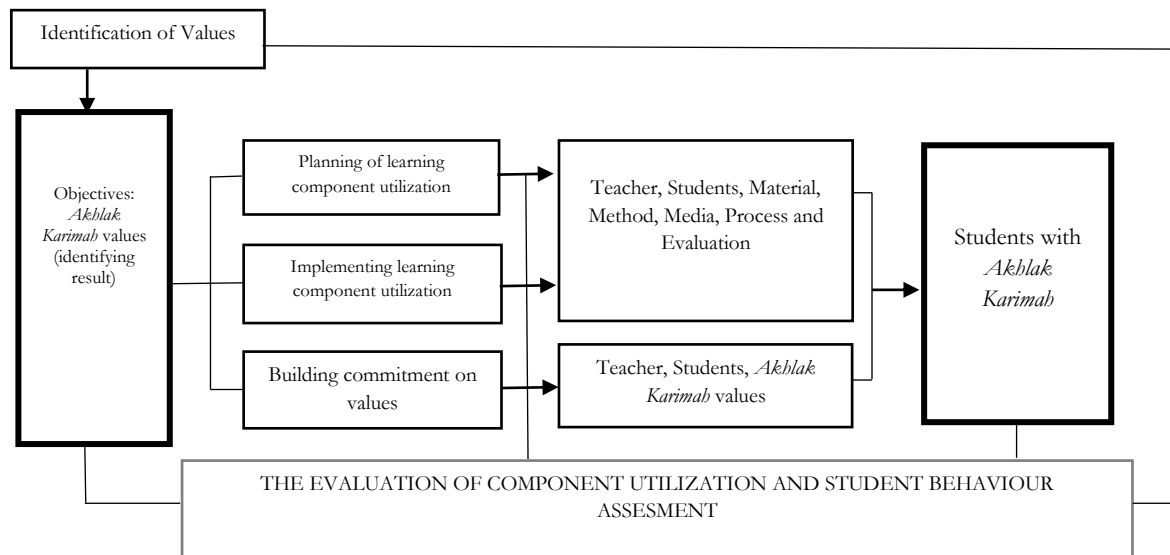 Identification of Values
Objectives:
Akhlak
Karimah values
(identifying
result)
Planning of learning
component utilization
Implementing learning
component utilization
Building commitment on
values
Teacher, Students, Material,
Method, Media, Process and
Evaluation
Teacher, Students, Akhlak
Karimah values
Students with
Akhlak
Karimah
THE EVALUATION OF COMPONENT UTILIZATION AND STUDENT BEHAVIOUR
ASSESMENT